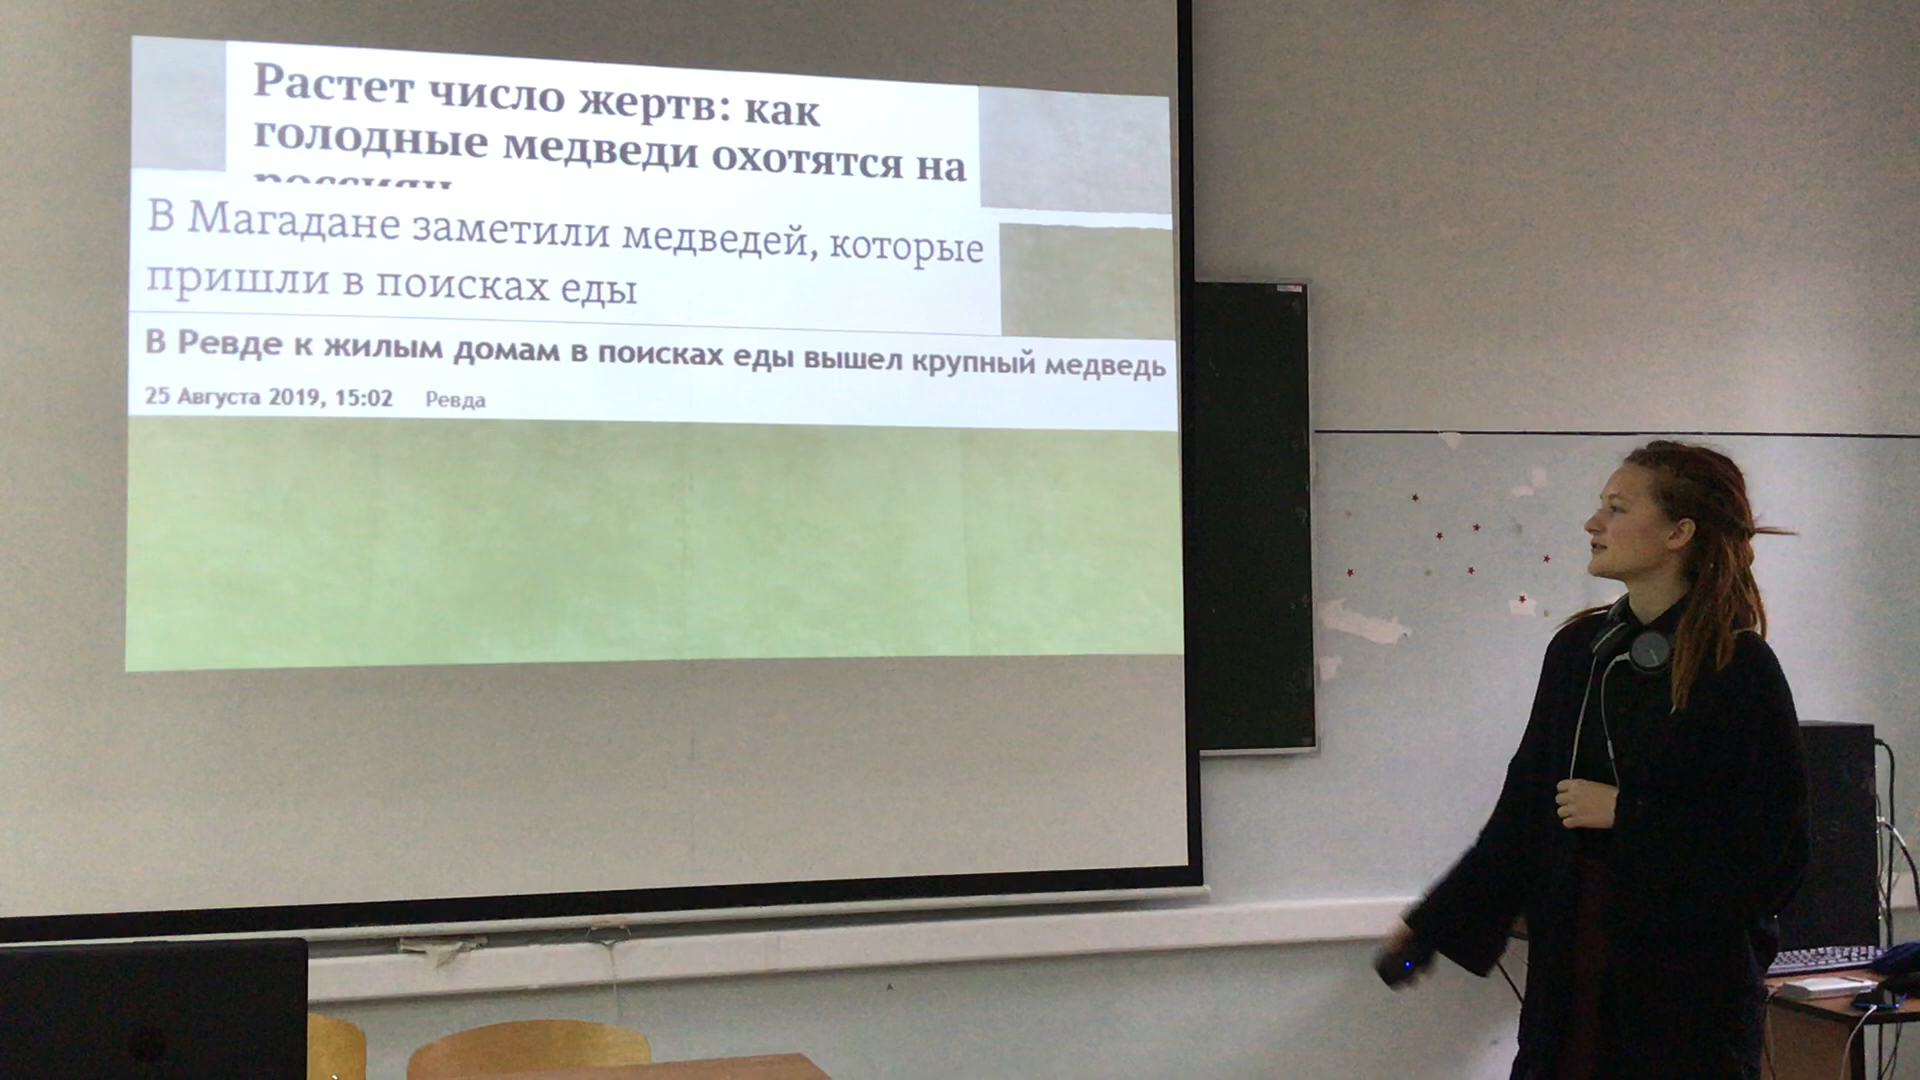 Растет число жертв: как
голодные медведи охотятся на
россиян
В Магадане заметили медведей, которые
пришли в поисках еды
В Ревде к жилым домам в поисках еды вышел крупный медведь
25 Августа 2019, 15:02 Ревда